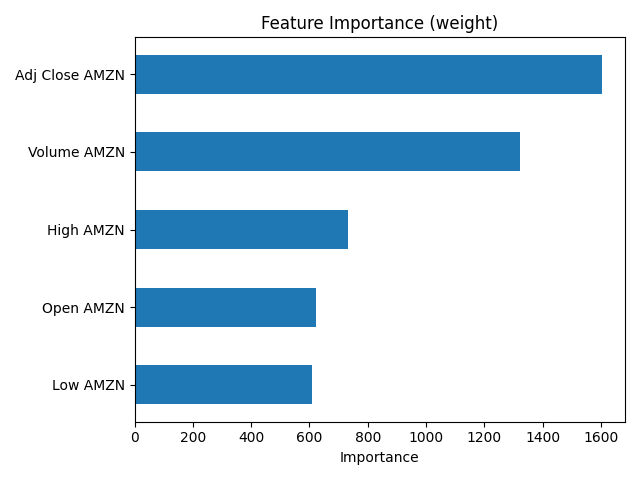 Feature Importance (weight)
Adj Close AMZN
Volume AMZN
High AMZN
Open AMZN
Low AMZN
0 200 400 600 800 1000 1200 1400 1600
Importance